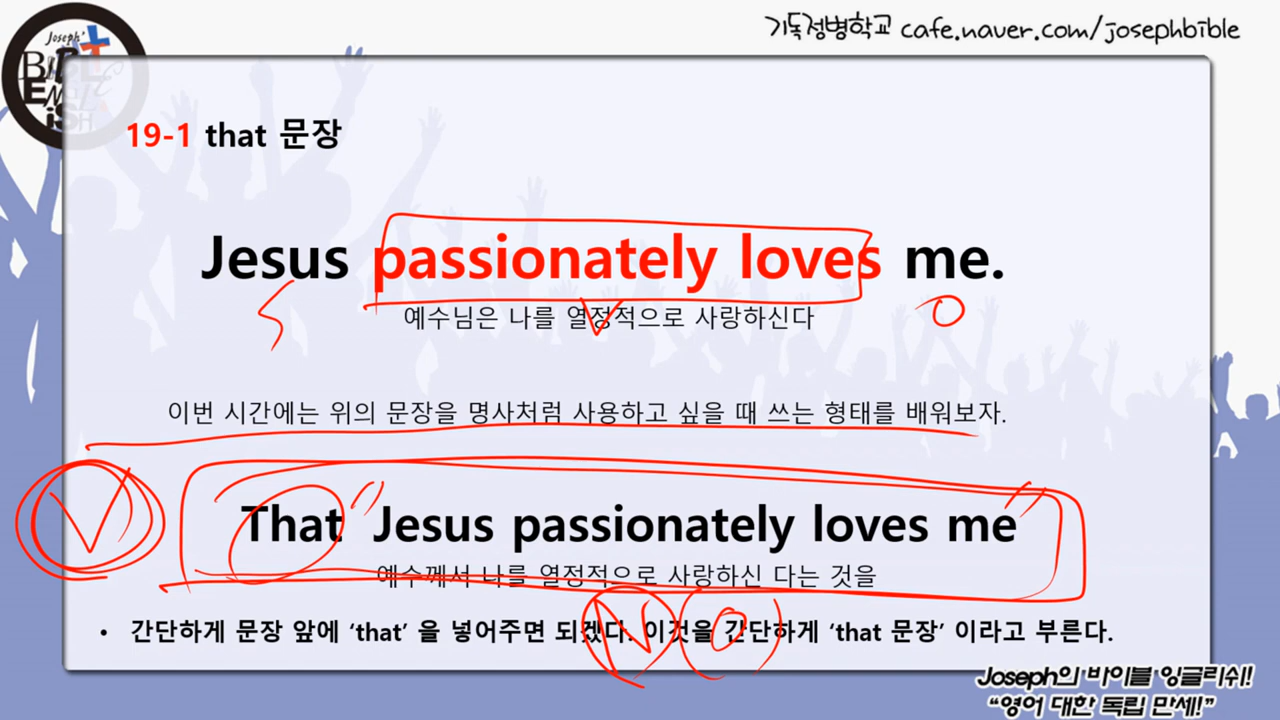 기독정병학교 cafe.naver.com/josephbible
Joseph'
BIBLE
ENGLISH
19-1 that 문장
Jesus passionately loves me.
S
V
O
예수님은 나를 열정적으로 사랑하신다
이번 시간에는 위의 문장을 명사처럼 사용하고 싶을 때 쓰는 형태를 배워보자.
V
That Jesus passionately loves me
예수께서 나를 열정적으로 사랑하신 다는 것을
N O
• 간단하게 문장 앞에 ‘that’ 을 넣어주면 되겠다. 이것을 간단하게 ‘that 문장’ 이라고 부른다.
Joseph의 바이블 잉글리쉬!
“영어 대한 독립 만세!”